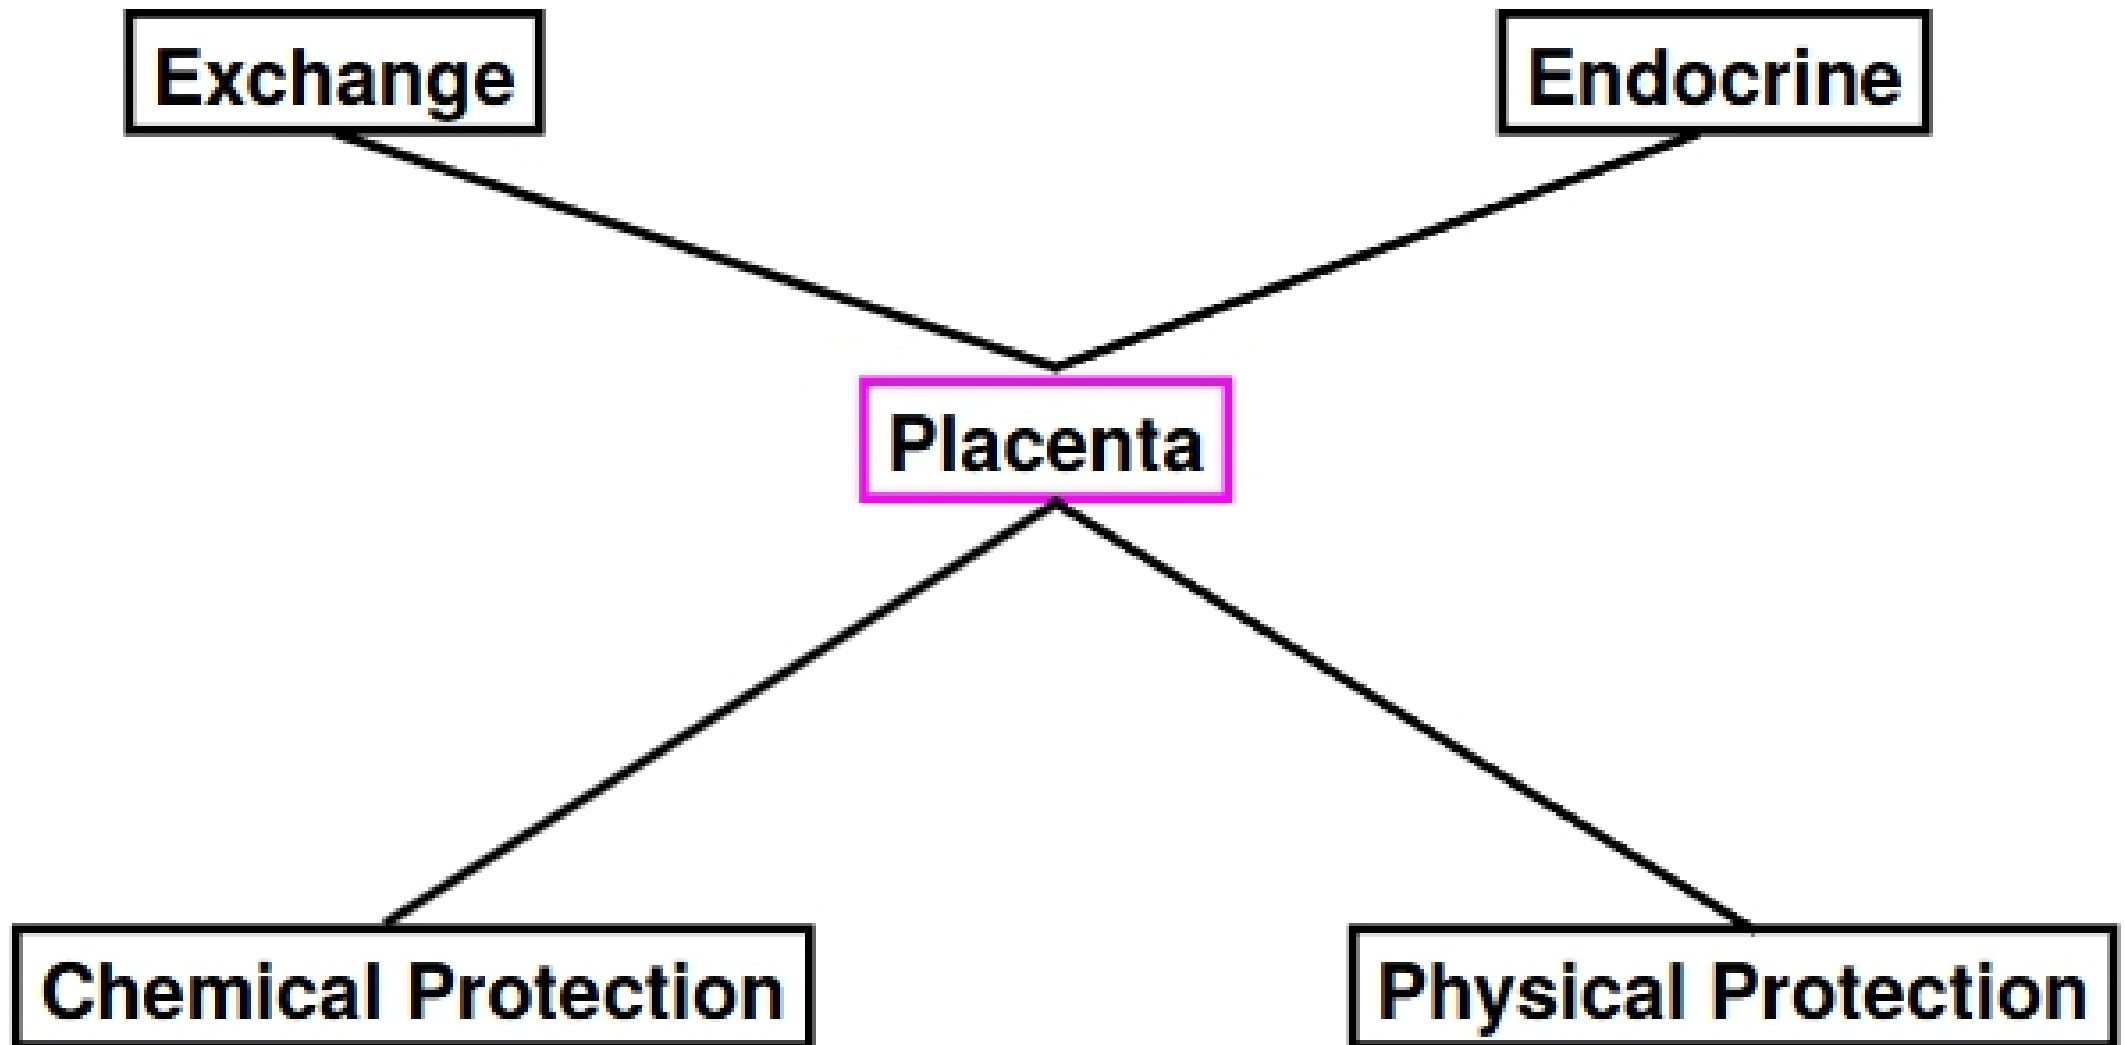 Exchange
Endocrine
Placenta
Chemical Protection
Physical Protection